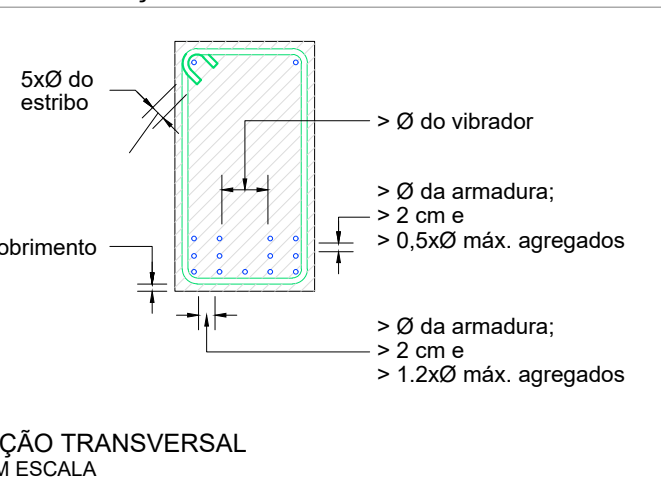 5xØ do
estribo
> Ø do vibrador
> Ø da armadura;
> 2 cm e
> 0,5xØ máx. agregados
obrimento
> Ø da armadura;
> 2 cm e
> 1.2xØ máx. agregados
ÇÃO TRANSVERSAL
M ESCALA